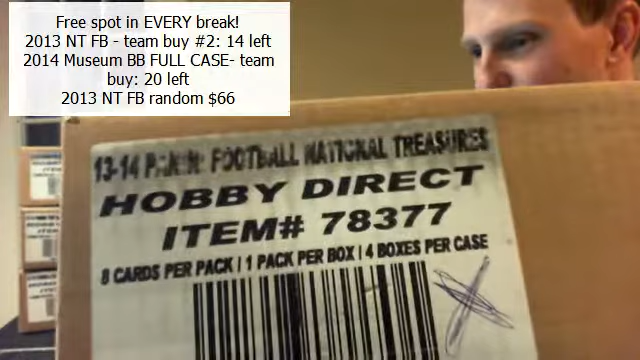 Free spot in EVERY break!
2013 NT FB - team buy #2: 14 left
2014 Museum BB FULL CASE- team
buy: 20 left
2013 NT FB random $66
13-14 PANINI FOOTBALL NATIONAL TREASURES
HOBBY DIRECT
ITEM# 78377
8 CARDS PER PACK | 1 PACK PER BOX | 4 BOXES PER CASE